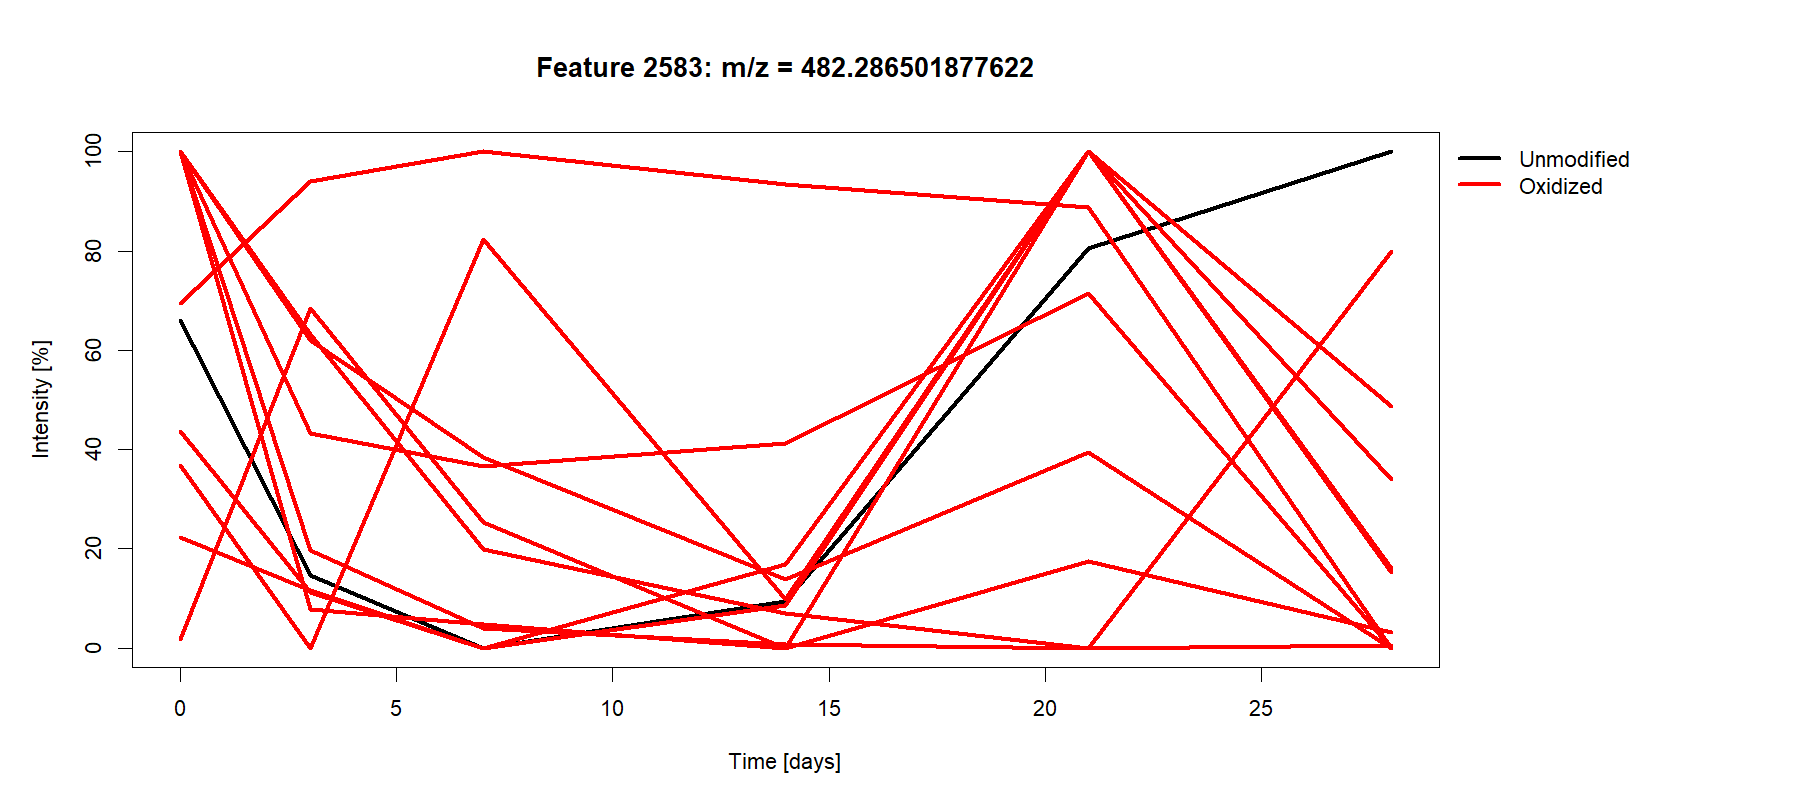 Feature 2583: m/z = 482.286501877622
Unmodified
Oxidized
Intensity [%]
100
80
60
40
20
0
0 5 10 15 20 25
Time [days]